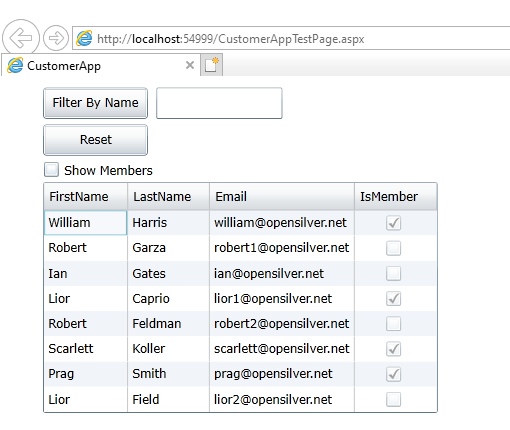 http://localhost:54999/CustomerAppTestPage.aspx
CustomerApp
Filter By Name
Reset
Show Members
FirstName LastName Email IsMember
William Harris william@opensilver.net
Robert Garza robert1@opensilver.net
Ian Gates ian@opensilver.net
Lior Caprio lior1@opensilver.net
Robert Feldman robert2@opensilver.net
Scarlett Koller scarlett@opensilver.net
Prag Smith prag@opensilver.net
Lior Field lior2@opensilver.net